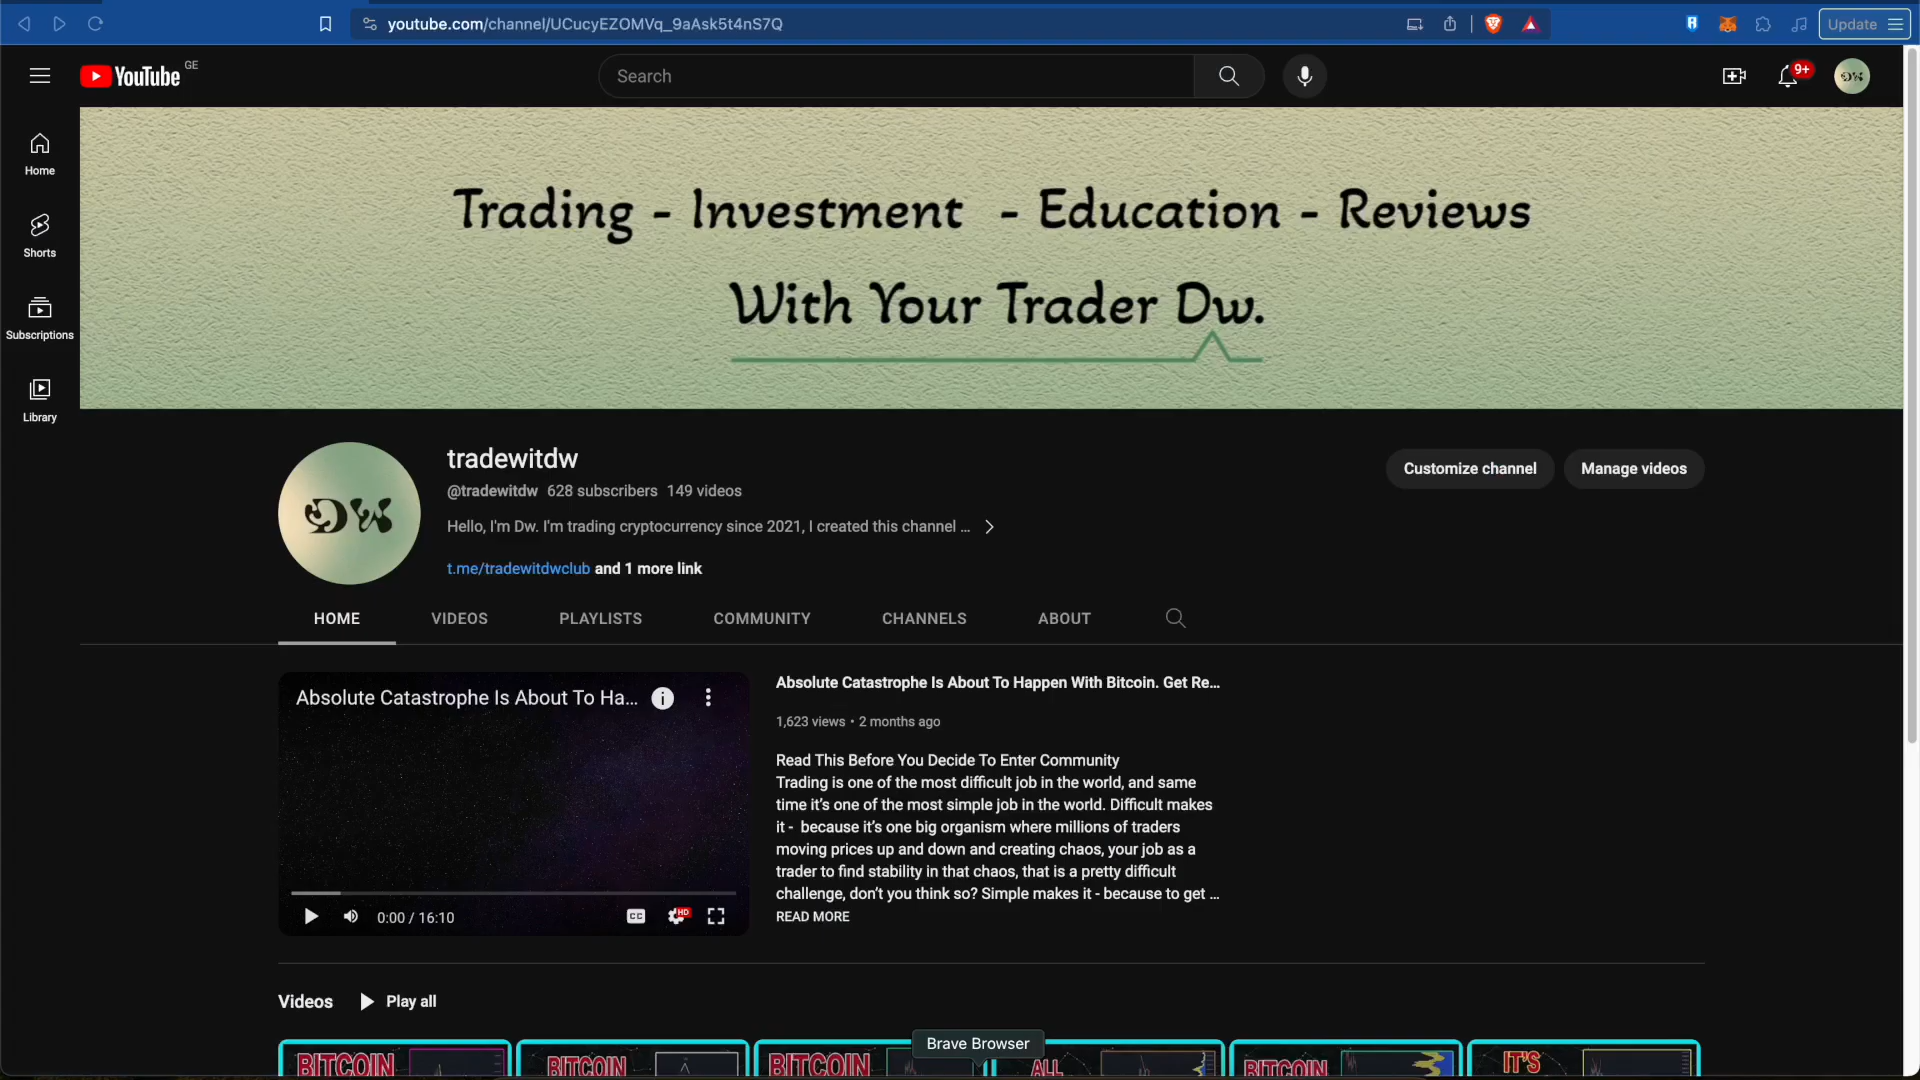 youtube.com/channel/UCucyEZOMVq_9aAsk5t4nS7Q
Update
YouTube GE
Search
9+
DW
Home
Shorts
Subscriptions
Library
Trading - Investment - Education - Reviews
With Your Trader Dw.
DW
tradewitdw
@tradewitdw 628 subscribers 149 videos
Hello, I'm Dw. I'm trading cryptocurrency since 2021, I created this channel ...
t.me/tradewitdwclub and 1 more link
Customize channel
Manage videos
HOME
VIDEOS
PLAYLISTS
COMMUNITY
CHANNELS
ABOUT
Absolute Catastrophe Is About To Ha...
0:00 / 16:10
CC
HD
Absolute Catastrophe Is About To Happen With Bitcoin. Get Re...
1,623 views • 2 months ago
Read This Before You Decide To Enter Community
Trading is one of the most difficult job in the world, and same
time it’s one of the most simple job in the world. Difficult makes
it - because it’s one big organism where millions of traders
moving prices up and down and creating chaos, your job as a
trader to find stability in that chaos, that is a pretty difficult
challenge, don’t you think so? Simple makes it - because to get ...
READ MORE
Videos
Play all
Brave Browser
BITCOIN
BITCOIN
BITCOIN
ALL
BITCOIN
IT'S